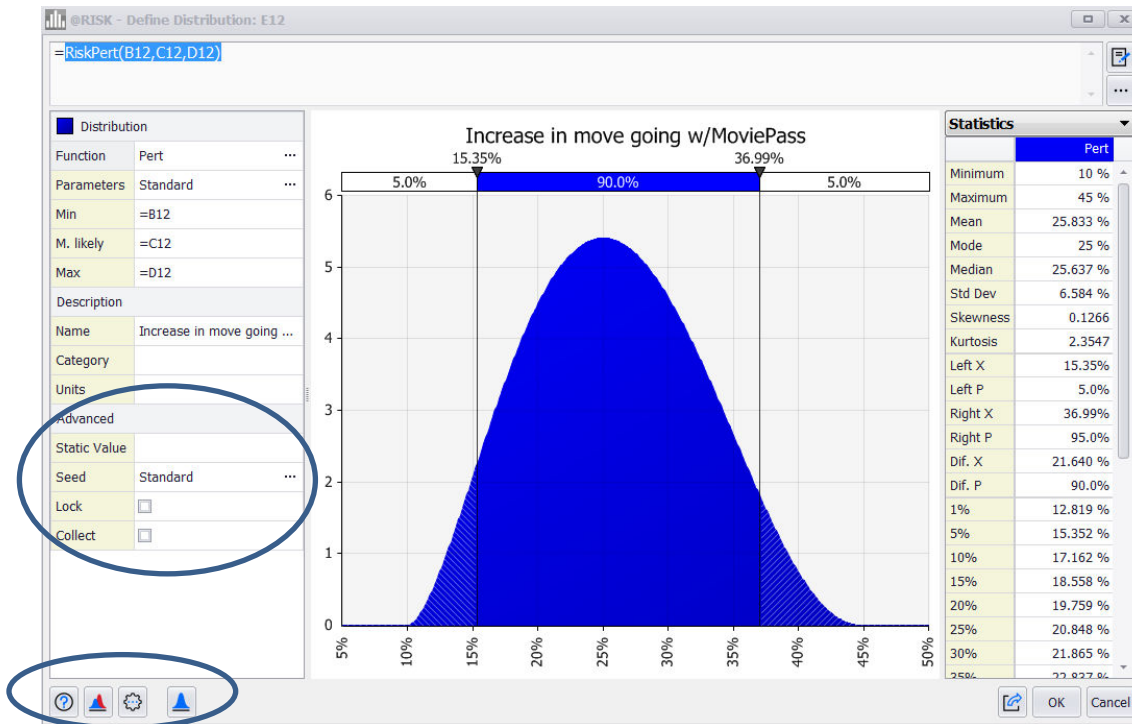 @RISK - Define Distribution: E12
=RiskPert(B12,C12,D12)
Distribution
Function Pert ...
Parameters Standard ...
Min =B12
M. likely =C12
Max =D12
Description
Name Increase in move going ...
Category
Units
Advanced
Static Value
Seed Standard ...
Lock
Collect
Increase in move going w/MoviePass
15.35% 36.99%
5.0% 90.0% 5.0%
6
5
4
3
2
1
0
5% 10% 15% 20% 25% 30% 35% 40% 45% 50%
Statistics
Pert
Minimum 10 %
Maximum 45 %
Mean 25.833 %
Mode 25 %
Median 25.637 %
Std Dev 6.584 %
Skewness 0.1266
Kurtosis 2.3547
Left X 15.35%
Left P 5.0%
Right X 36.99%
Right P 95.0%
Dif. X 21.640 %
Dif. P 90.0%
1% 12.819 %
5% 15.352 %
10% 17.162 %
15% 18.558 %
20% 19.759 %
25% 20.848 %
30% 21.865 %
35% 22.837 %
OK Cancel